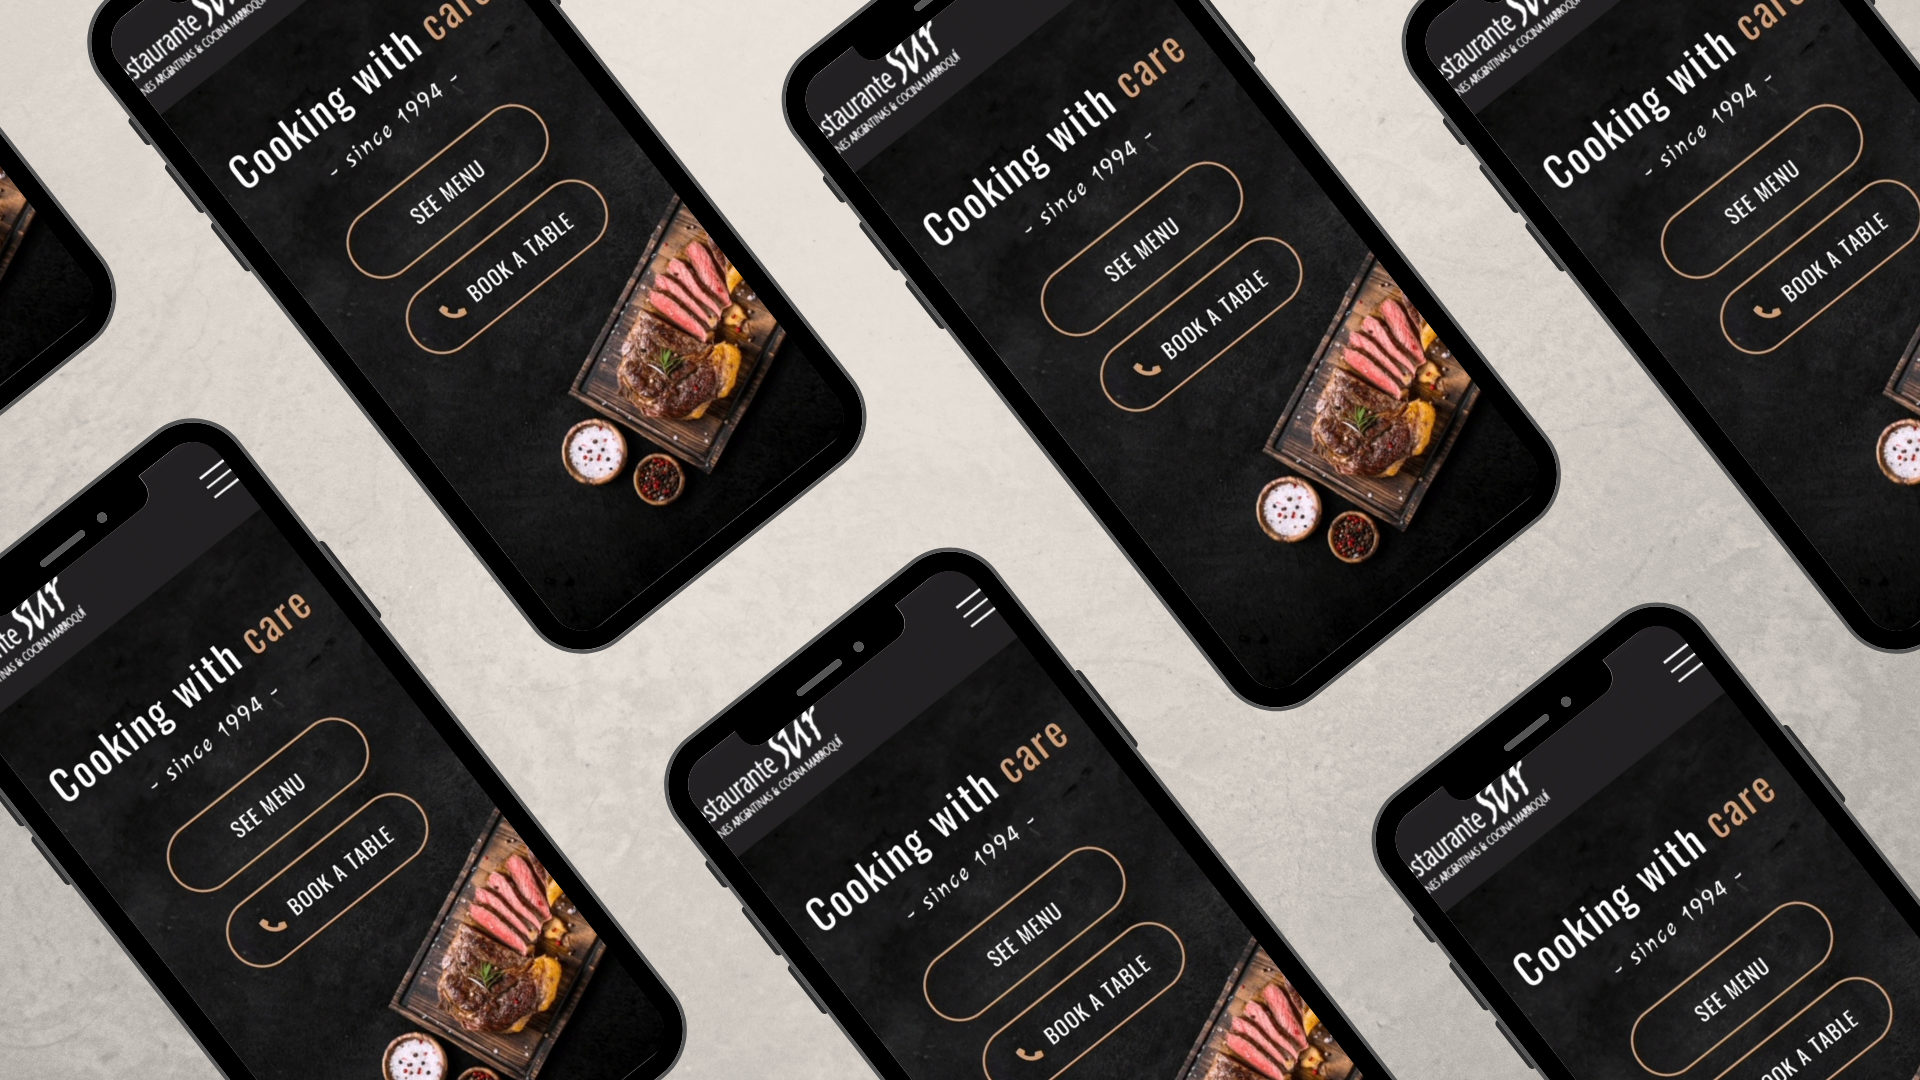 staurante Sur
NES ARGENTINAS & COCINA MARROQUÍ
Cooking with care
- since 1994 -
SEE MENU
BOOK A TABLE
staurante Sur
NES ARGENTINAS & COCINA MARROQUÍ
Cooking with care
- since 1994 -
SEE MENU
BOOK A TABLE
staurante Sur
NES ARGENTINAS & COCINA MARROQUÍ
Cooking with care
- since 1994 -
SEE MENU
BOOK A TABLE
nte Sur
TINAS & COCINA MARROQUÍ
Cooking with care
- since 1994 -
SEE MENU
BOOK A TABLE
staurante Sur
NES ARGENTINAS & COCINA MARROQUÍ
Cooking with care
- since 1994 -
SEE MENU
BOOK A TABLE
staurante Sur
NES ARGENTINAS & COCINA MARROQUÍ
Cooking with care
- since 1994 -
SEE MENU
OOK A TABLE